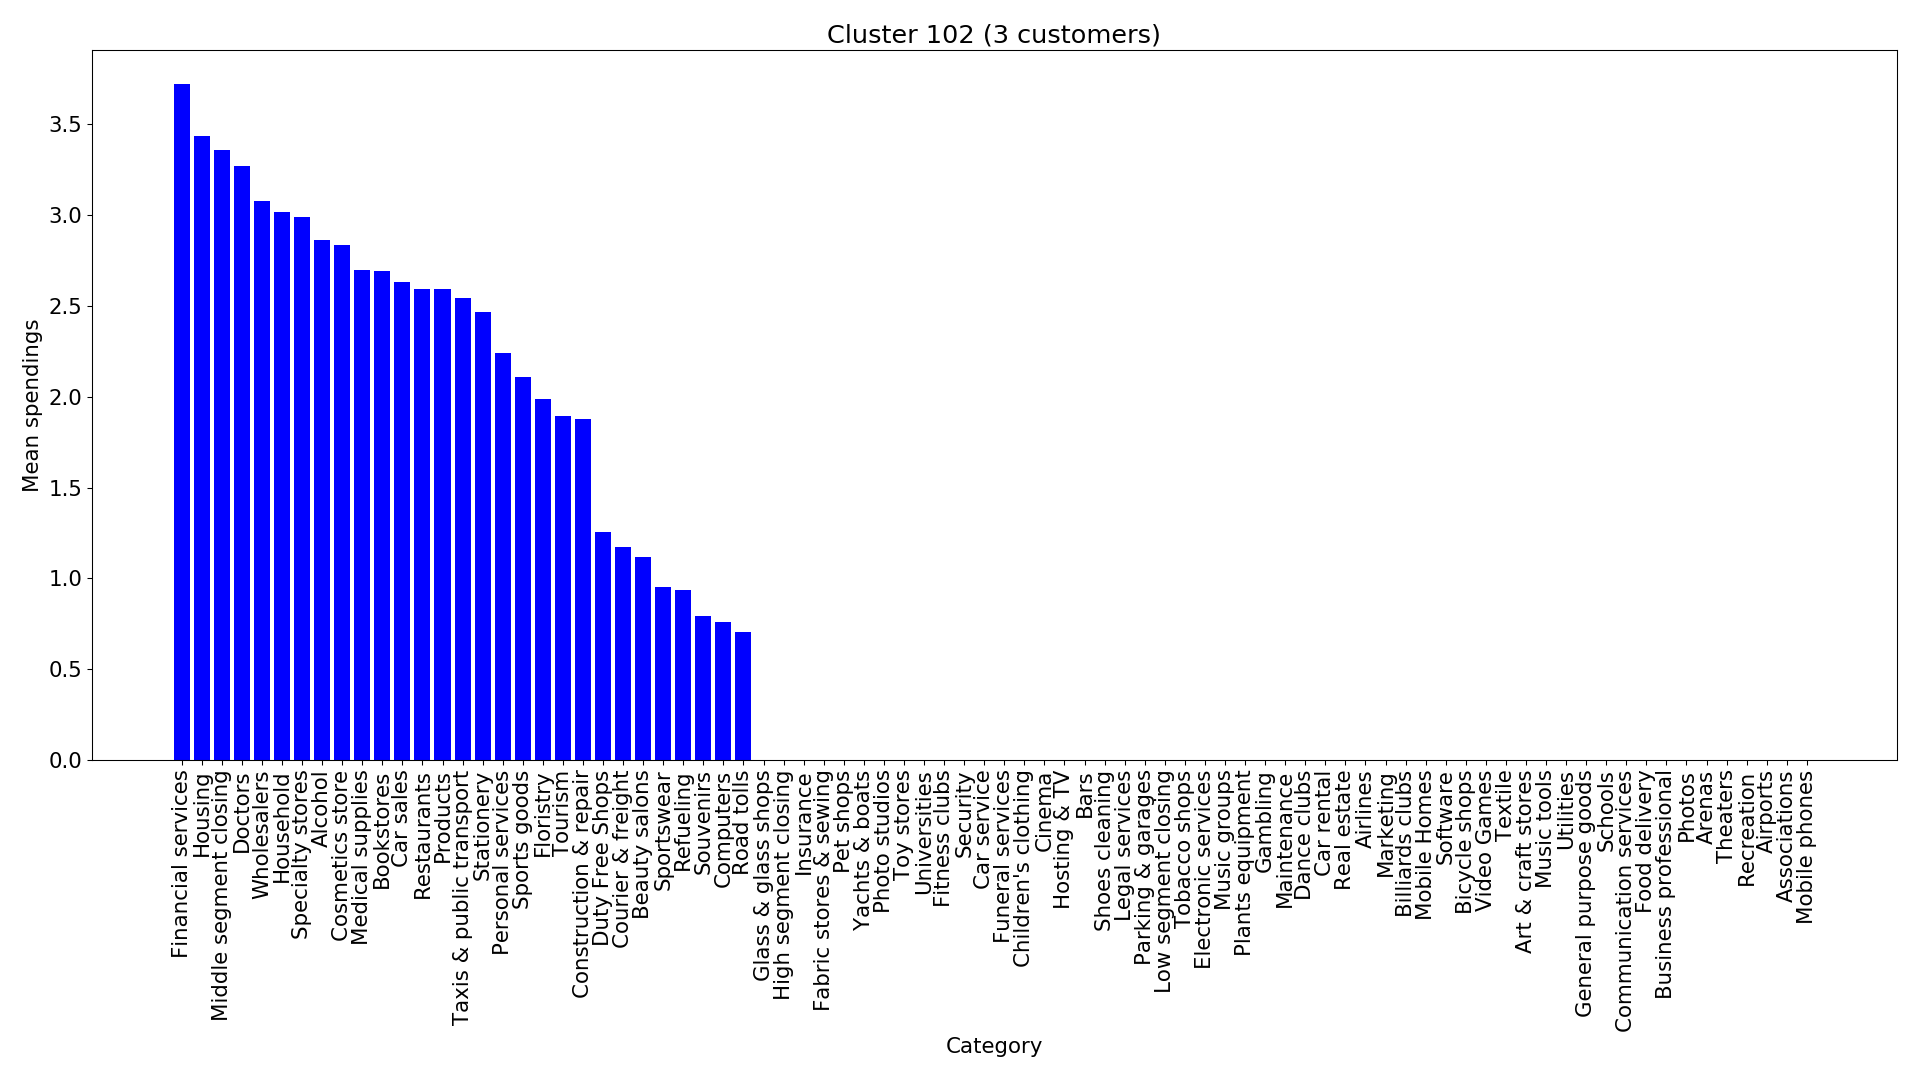 Cluster 102 (3 customers)
Mean spendings
3.5
3.0
2.5
2.0
1.5
1.0
0.5
0.0
Financial services
Housing
Middle segment closing
Doctors
Wholesalers
Household
Specialty stores
Alcohol
Cosmetics store
Medical supplies
Bookstores
Car sales
Restaurants
Products
Taxis & public transport
Stationery
Personal services
Sports goods
Floristry
Tourism
Construction & repair
Duty Free Shops
Courier & freight
Beauty salons
Sportswear
Refueling
Souvenirs
Computers
Road tolls
Glass & glass shops
High segment closing
Insurance
Fabric stores & sewing
Pet shops
Yachts & boats
Photo studios
Toy stores
Universities
Fitness clubs
Security
Car service
Funeral services
Children's clothing
Cinema
Hosting & TV
Bars
Shoes cleaning
Legal services
Parking & garages
Low segment closing
Tobacco shops
Electronic services
Music groups
Plants equipment
Gambling
Maintenance
Dance clubs
Car rental
Real estate
Airlines
Marketing
Billiards clubs
Mobile Homes
Software
Bicycle shops
Video Games
Textile
Art & craft stores
Music tools
Utilities
General purpose goods
Schools
Communication services
Food delivery
Business professional
Photos
Arenas
Theaters
Recreation
Airports
Associations
Mobile phones
Category